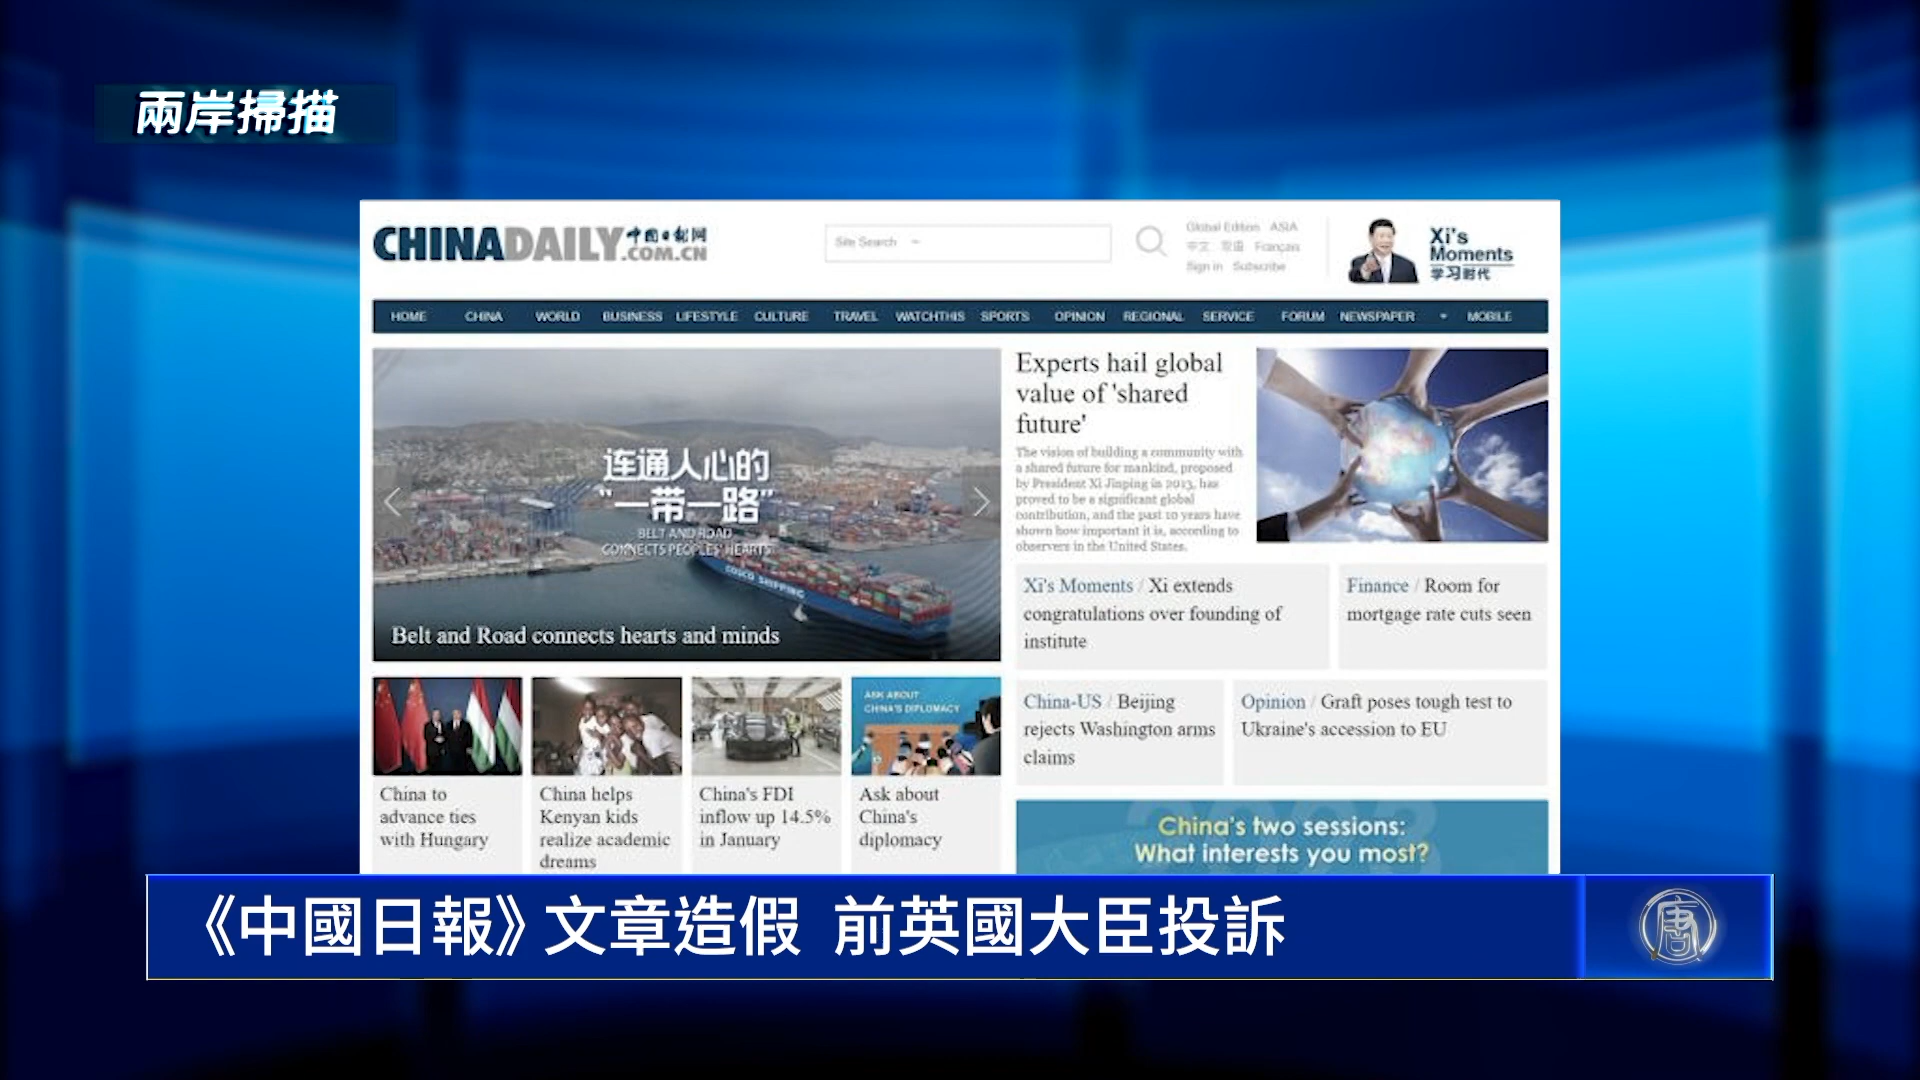 兩岸掃描
CHINADAILY 中国日报网
.COM.CN
Site Search
Global Edition ASIA
中文 双语 Français
Sign in Subscribe
Xi's
Moments
学习时代
HOME CHINA WORLD BUSINESS LIFESTYLE CULTURE TRAVEL WATCHTHIS SPORTS OPINION REGIONAL SERVICE FORUM NEWSPAPER MOBILE
连通人心的
“一带一路”
BELT AND ROAD
CONNECTS PEOPLES' HEARTS
COSCO SHIPPING
Belt and Road connects hearts and minds
Experts hail global
value of 'shared
future'
The vision of building a community with
a shared future for mankind, proposed
by President Xi Jinping in 2013, has
proved to be a significant global
contribution, and the past 10 years have
shown how important it is, according to
observers in the United States.
Xi's Moments / Xi extends
congratulations over founding of
institute
Finance / Room for
mortgage rate cuts seen
China-US / Beijing
rejects Washington arms
claims
Opinion / Graft poses tough test to
Ukraine's accession to EU
China to
advance ties
with Hungary
China helps
Kenyan kids
realize academic
dreams
China's FDI
inflow up 14.5%
in January
ASK ABOUT
CHINA'S DIPLOMACY
Ask about
China's
diplomacy
2023
China's two sessions:
What interests you most?
《中國日報》文章造假 前英國大臣投訴
唐